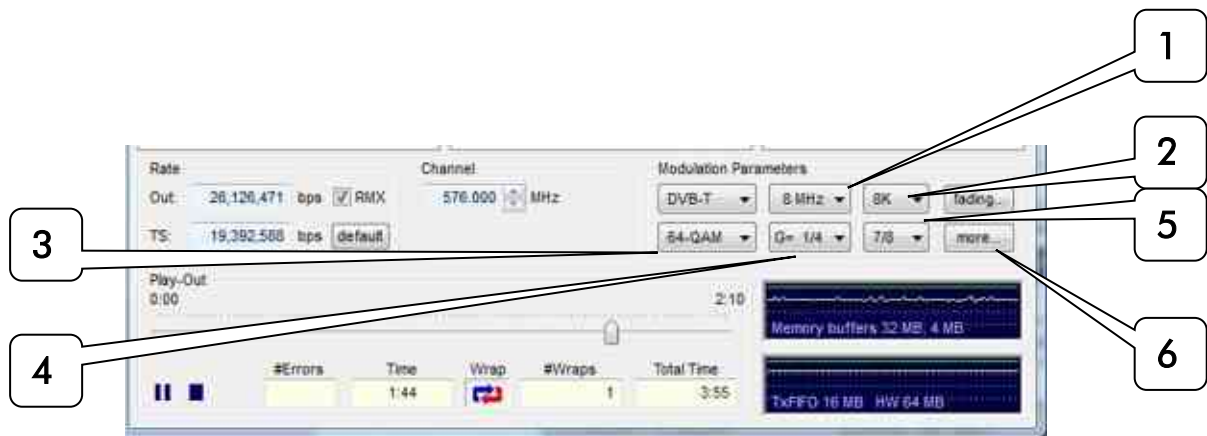 1
2
5
3
4
6
Rate
Out: 26,126,471 bps RMX
TS: 19,392,588 bps default
Channel
576.000 MHz
Modulation Parameters
DVB-T 8 MHz 8K fading...
64-QAM G= 1/4 7/8 more...
Play-Out
0:00 2:10
#Errors Time Wrap #Wraps Total Time
1:44 1 3:55
Memory buffers 32 MB, 4 MB
TxFIFO 16 MB HW 64 MB